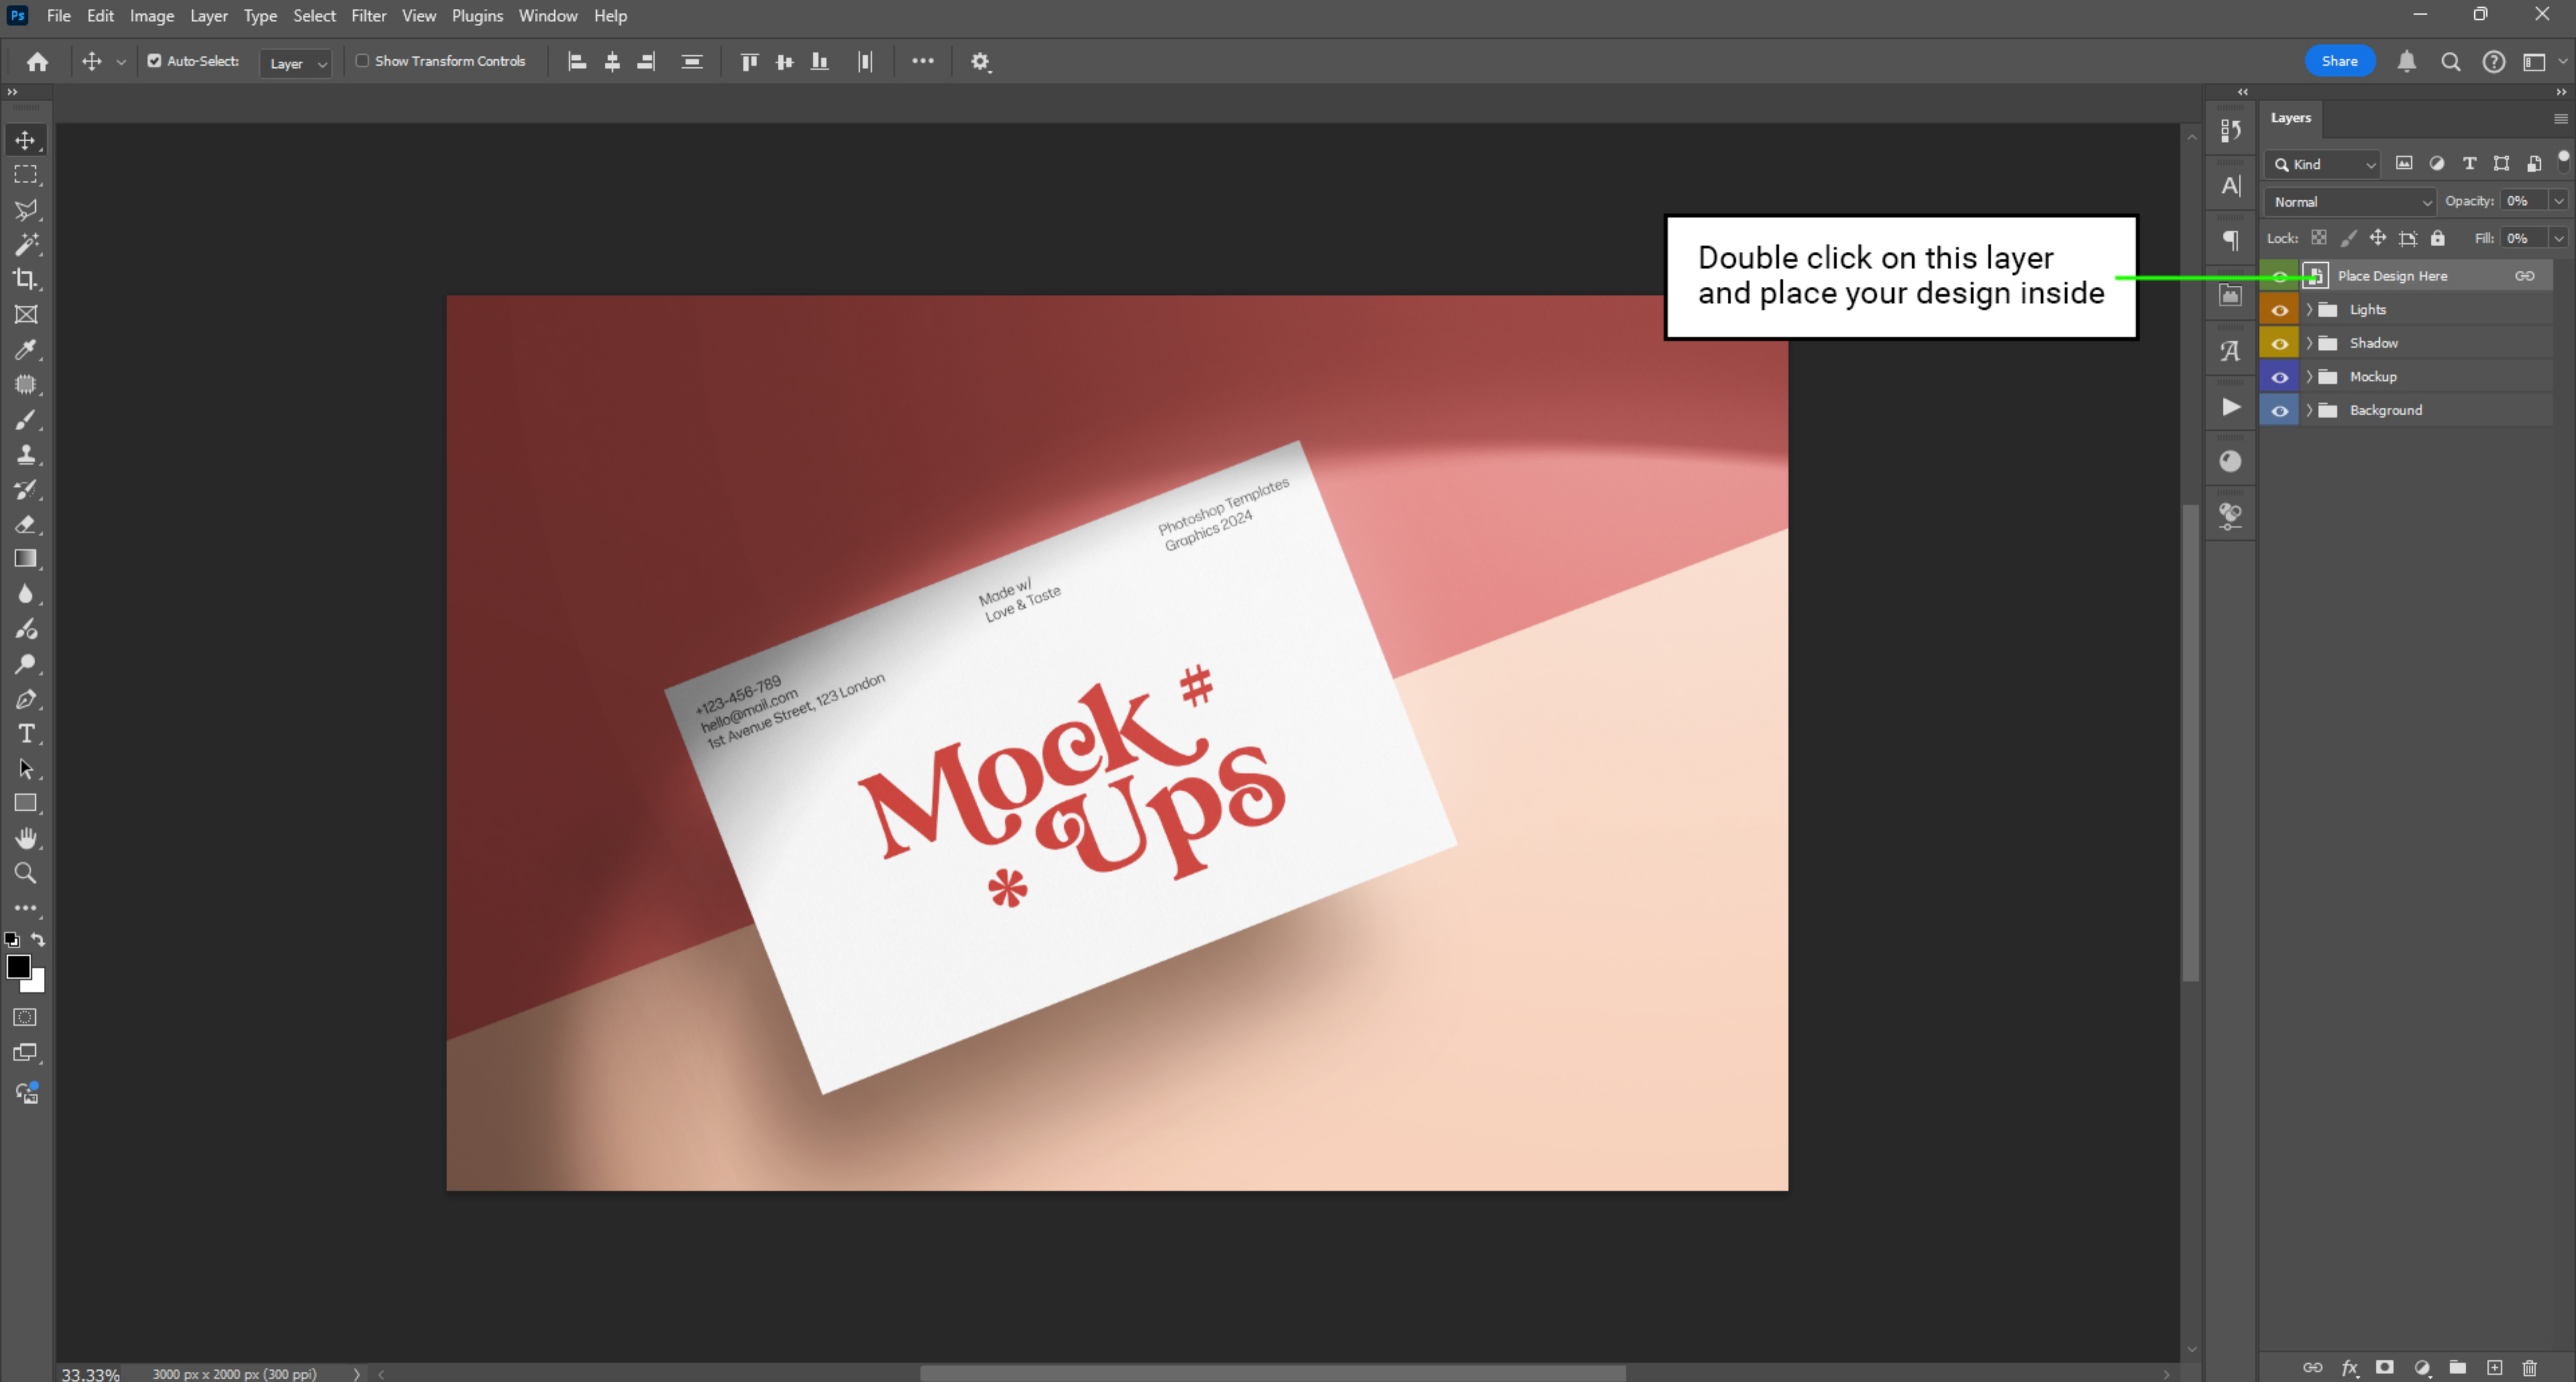 Ps File Edit Image Layer Type Select Filter View Plugins Window Help
Auto-Select: Layer Show Transform Controls
Share
Layers
Kind
Normal Opacity: 0%
Lock: Fill: 0%
Place Design Here
Lights
Shadow
Mockup
Background
Double click on this layer
and place your design inside
Photoshop Templates
Graphics 2024
Made w/
Love & Taste
+123-456-789
hello@mail.com
1st Avenue Street, 123 London
Mock #
* Ups
33.33% 3000 px x 2000 px (300 ppi)